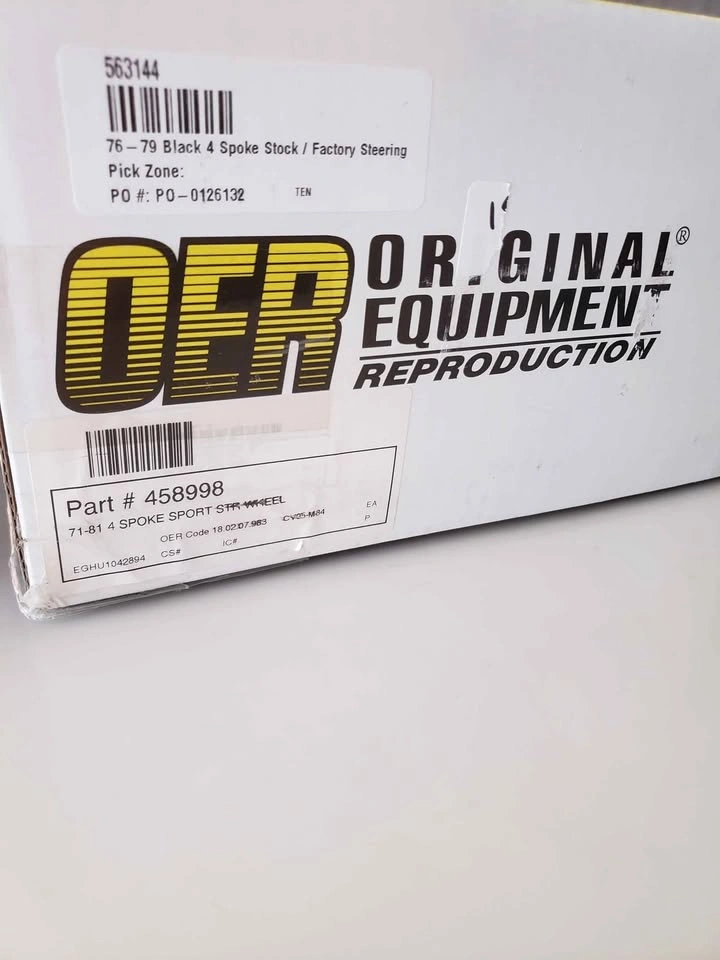 563144
76 – 79 Black 4 Spoke Stock / Factory Steering
Pick Zone:
PO #: PO – 0126132
TEN
OER
ORIGINAL
EQUIPMENT
REPRODUCTION
®
Part # 458998
71-81 4 SPOKE SPORT STR WHEEL
EA
OER Code 18.02.07.983
CV05-M84
P
EGHU1042894
CS#
IC#